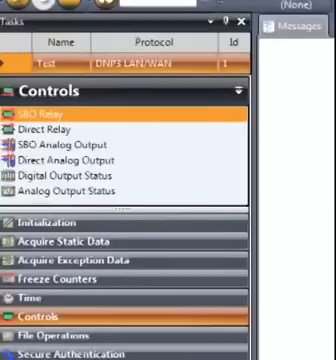 (None)
Tasks
Messages
Name Protocol Id
Test DNP3 LAN/WAN 1
Controls
SBO Relay
Direct Relay
SBO Analog Output
Direct Analog Output
Digital Output Status
Analog Output Status
Initialization
Acquire Static Data
Acquire Exception Data
Freeze Counters
Time
Controls
File Operations
Secure Authentication